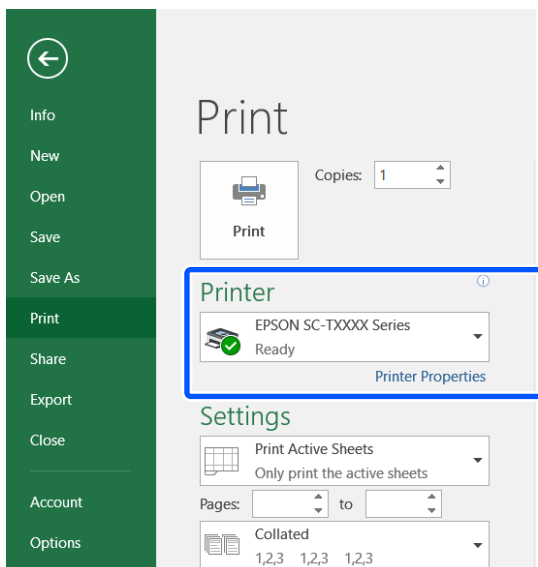 Info
New
Open
Save
Save As
Print
Share
Export
Close
Account
Options
Print
Copies: 1
Print
Printer
EPSON SC-TXXXX Series
Ready
Printer Properties
Settings
Print Active Sheets
Only print the active sheets
Pages: to
Collated
1,2,3 1,2,3 1,2,3